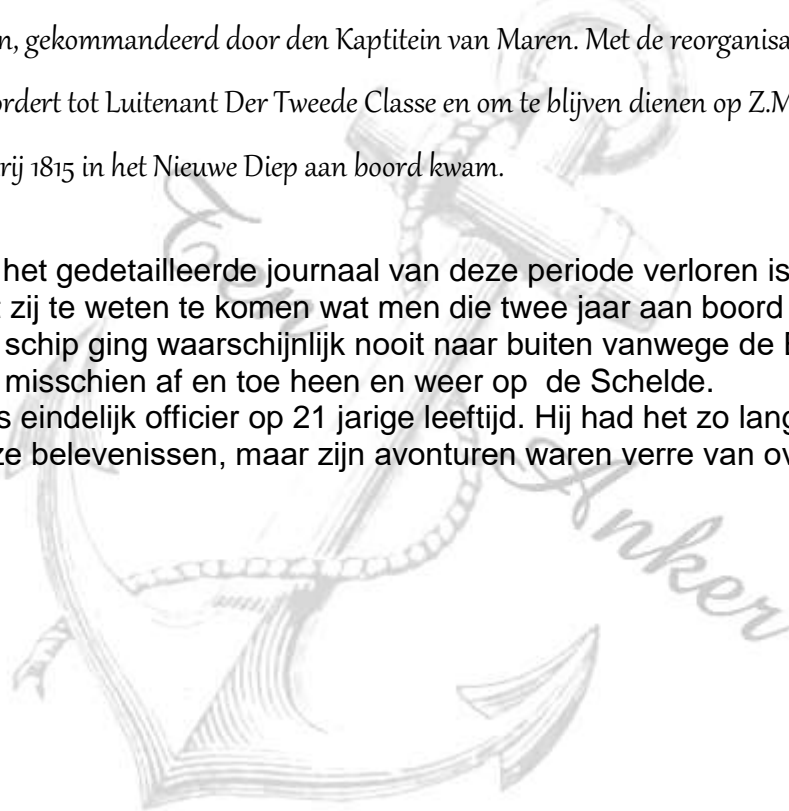 n, gekommandeerd door den Kaptitein van Maren. Met de reorganisa
ordert tot Luitenant Der Tweede Classe en om te blijven dienen op Z.M
rij 1815 in het Nieuwe Diep aan boord kwam.
het gedetailleerde journaal van deze periode verloren is
t zij te weten te komen wat men die twee jaar aan boord
schip ging waarschijnlijk nooit naar buiten vanwege de
misschien af en toe heen en weer op de Schelde.
s eindelijk officier op 21 jarige leeftijd. Hij had het zo lang
ze belevenissen, maar zijn avonturen waren verre van ov
Een
Anker